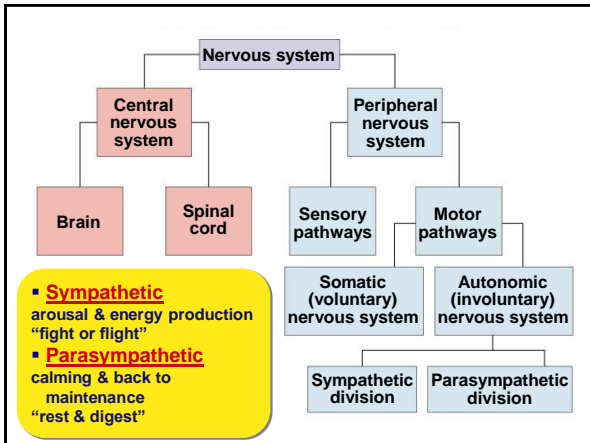 Nervous system
Central
nervous
system
Peripheral
nervous
system
Brain
Spinal
cord
Sensory
pathways
Motor
pathways
Somatic
(voluntary)
nervous system
Autonomic
(involuntary)
nervous system
Sympathetic
division
Parasympathetic
division
▪ Sympathetic
arousal & energy production
“fight or flight”
▪ Parasympathetic
calming & back to
maintenance
“rest & digest”